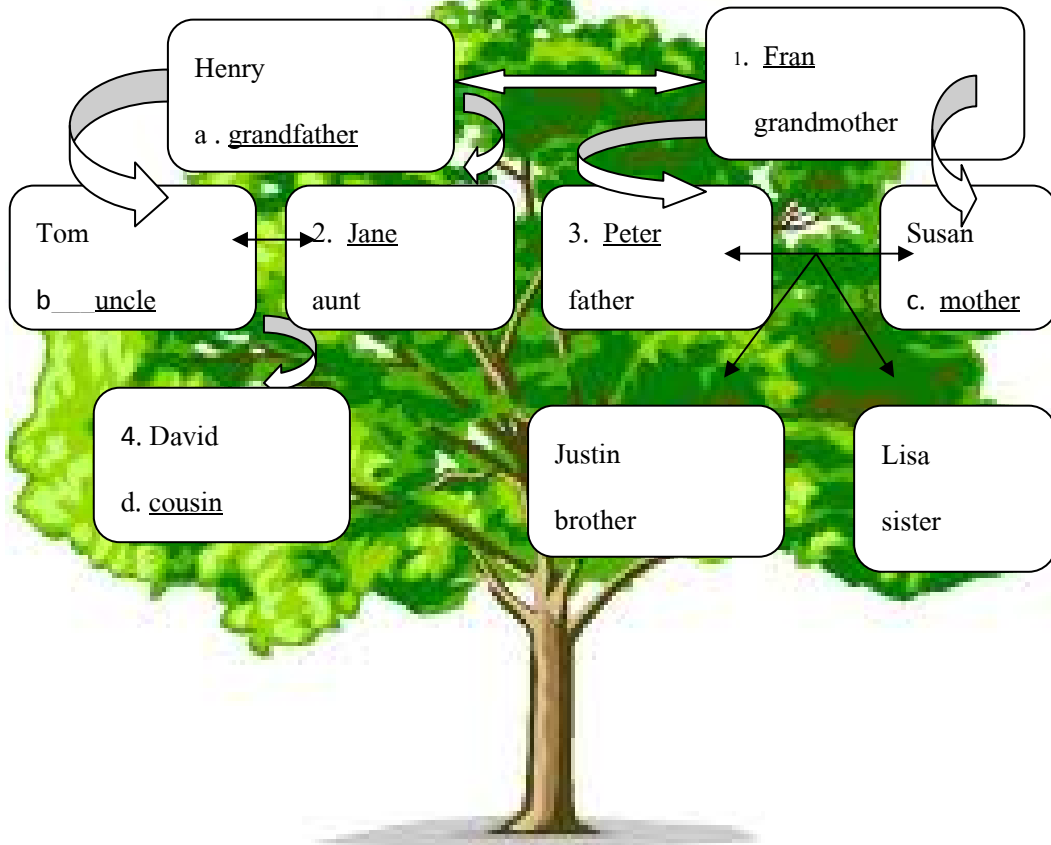 Henry
a . grandfather
1. Fran
grandmother
Tom
b___uncle
2. Jane
aunt
3. Peter
father
Susan
c. mother
4. David
d. cousin
Justin
brother
Lisa
sister